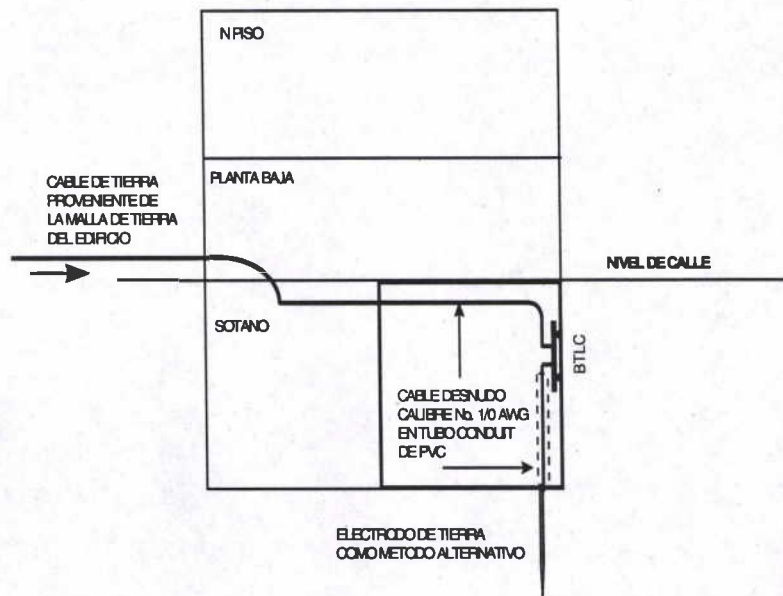 N PISO
PLANTA BAJA
CABLE DE TIERRA
PROVENIENTE DE
LA MALLA DE TIERRA
DEL EDIFICIO
NIVEL DE CALLE
SOTANO
BTLC
CABLE DESNUDO
CALIBRE No. 1/0 AWG
EN TUBO CONDUIT
DE PVC
ELECTRODO DE TIERRA
COMO METODO ALTERNATIVO